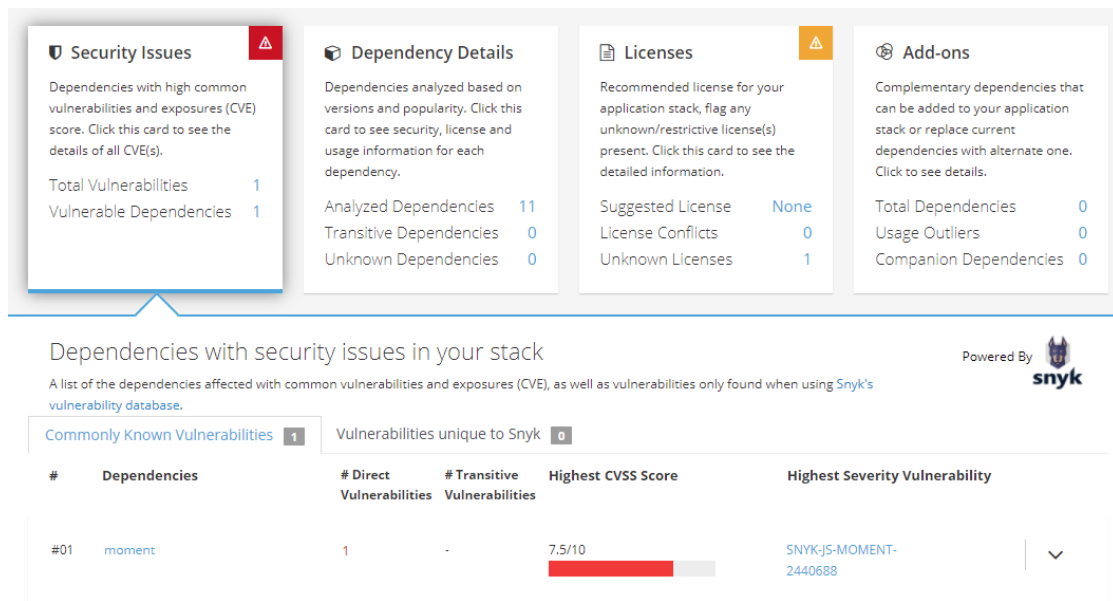 Security Issues
Dependencies with high common
vulnerabilities and exposures (CVE)
score. Click this card to see the
details of all CVE(s).
Total Vulnerabilities 1
Vulnerable Dependencies 1
Dependency Details
Dependencies analyzed based on
versions and popularity. Click this
card to see security, license and
usage information for each
dependency.
Analyzed Dependencies 11
Transitive Dependencies 0
Unknown Dependencies 0
Licenses
Recommended license for your
application stack, flag any
unknown/restrictive license(s)
present. Click this card to see the
detailed information.
Suggested License None
License Conflicts 0
Unknown Licenses 1
Add-ons
Complementary dependencies that
can be added to your application
stack or replace current
dependencies with alternate one.
Click to see details.
Total Dependencies 0
Usage Outliers 0
Companion Dependencies 0
Dependencies with security issues in your stack
Powered By
snyk
A list of the dependencies affected with common vulnerabilities and exposures (CVE), as well as vulnerabilities only found when using Snyk's
vulnerability database.
Commonly Known Vulnerabilities 1
Vulnerabilities unique to Snyk 0
# Dependencies # Direct Vulnerabilities # Transitive Vulnerabilities Highest CVSS Score Highest Severity Vulnerability
#01 moment 1 - 7.5/10 SNYK-JS-MOMENT-
2440688